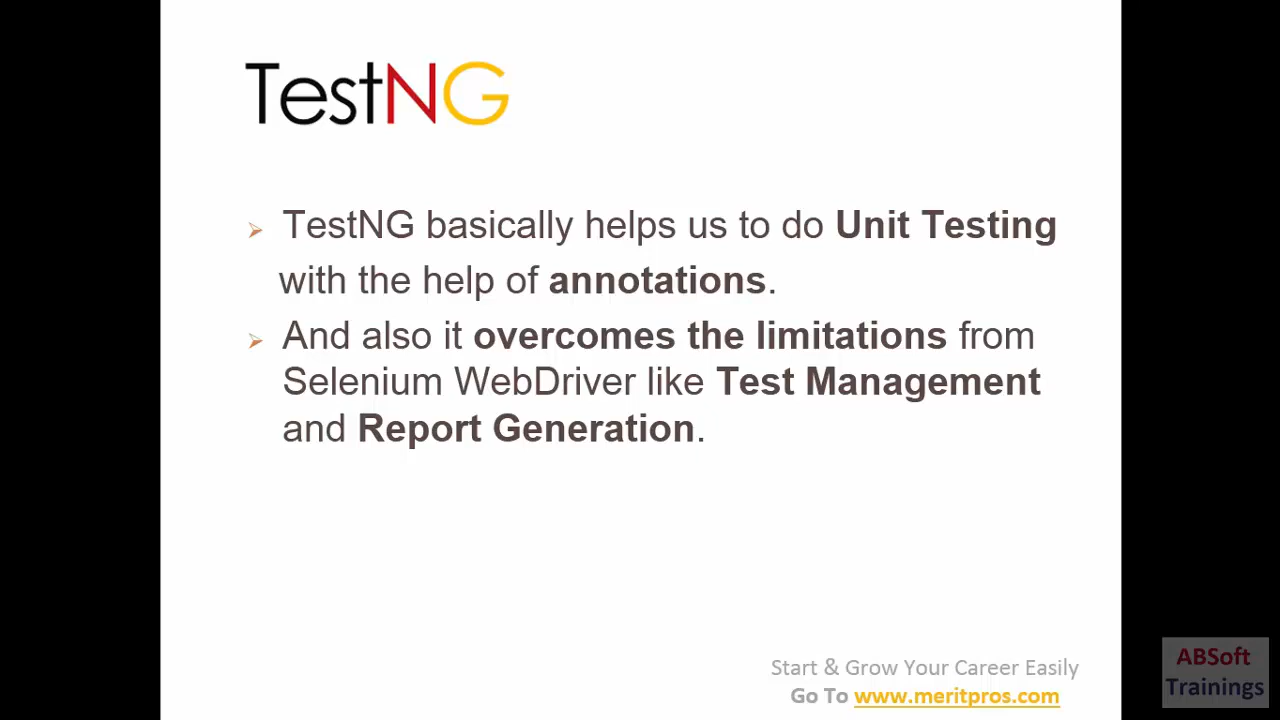 TestNG
➢ TestNG basically helps us to do Unit Testing
with the help of annotations.
➢ And also it overcomes the limitations from
Selenium WebDriver like Test Management
and Report Generation.
Start & Grow Your Career Easily
Go To www.meritpros.com
ABSoft
Trainings